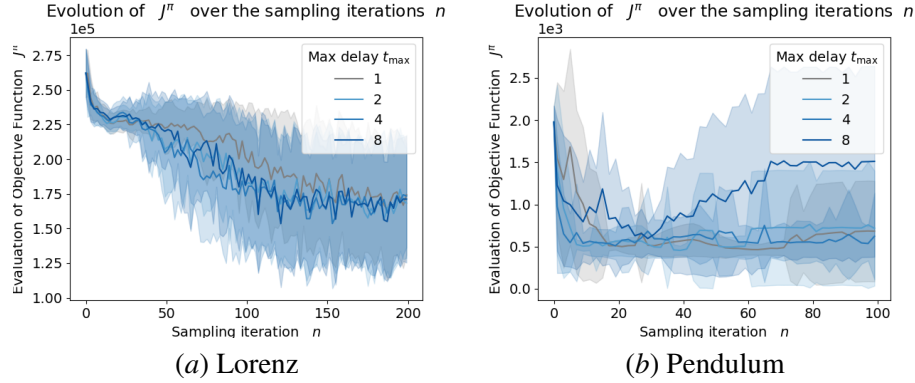 Evolution of J^π over the sampling iterations n
1e5
Evaluation of Objective Function J^π
2.75
2.50
2.25
2.00
1.75
1.50
1.25
1.00
0
50
100
150
200
Sampling iteration n
Max delay t_max
1
2
4
8
(a) Lorenz
Evolution of J^π over the sampling iterations n
1e3
Evaluation of Objective Function J^π
2.5
2.0
1.5
1.0
0.5
0.0
0
20
40
60
80
100
Sampling iteration n
Max delay t_max
1
2
4
8
(b) Pendulum